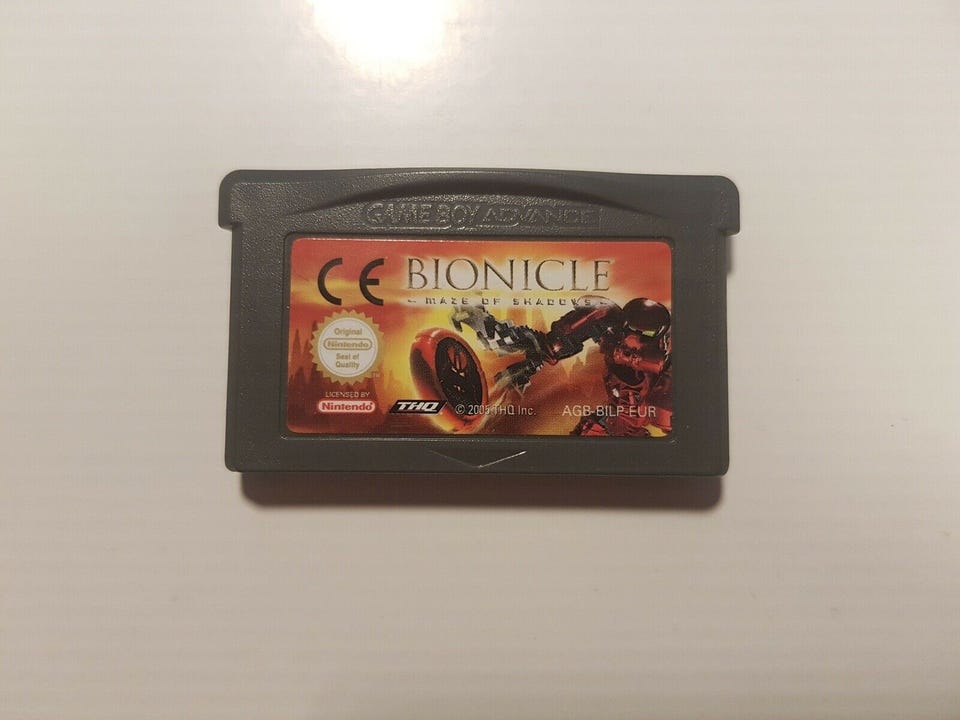 GAME BOY ADVANCE
CE
BIONICLE
MAZE OF SHADOWS
Original
Nintendo
Seal of
Quality
TM
LICENSED BY
Nintendo
THQ
© 2005 THQ Inc.
AGB-BILP-EUR